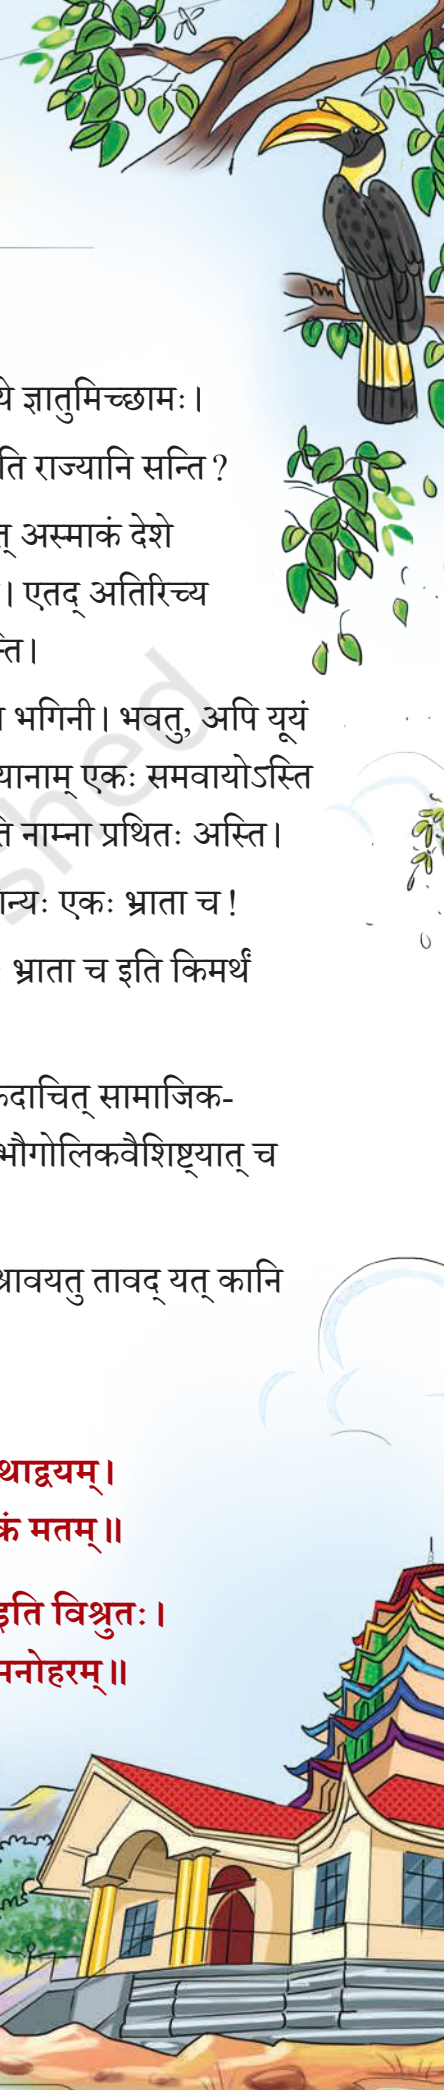 ये ज्ञातुमिच्छामः।
ति राज्यानि सन्ति?
अस्माकं देशे
। एतद् अतिरिच्य
भगिनी। भवतु, अपि यूयं
यानाम् एकः समवायोऽस्ति
ति नाम्ना प्रथितः अस्ति।
न्यः एकः भ्राता च!
भ्राता च इति किमर्थं
कदाचित् सामाजिक-
भौगोलिकवैशिष्ट्यात् च
श्रावयतु तावद् यत् कानि
थाद्वयम्।
क्रं मतम्॥
इति विश्रुतः।
मनोहरम्॥
shed